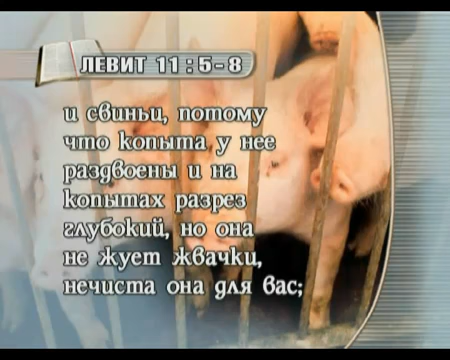 ЛЕВИТ 11:5-8
и свиньи, потому
что копыта у нее
раздвоены и на
копытах разрез
глубокий, но она
не жует жвачки,
нечиста она для вас;